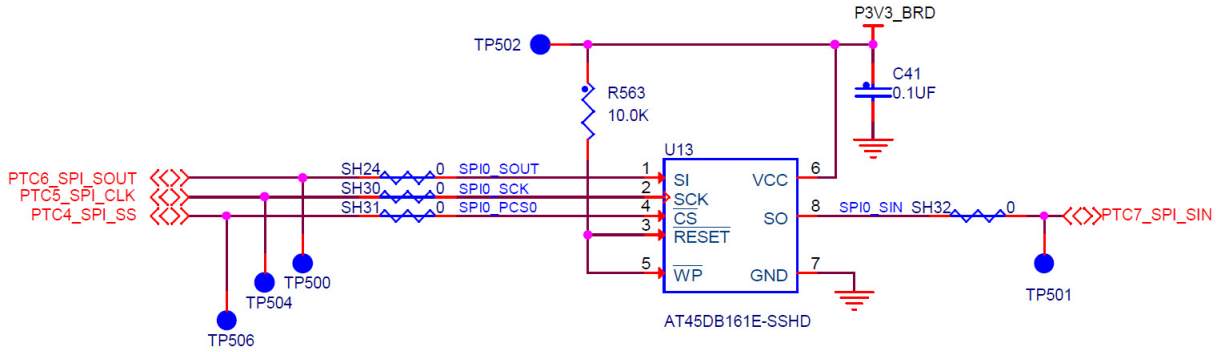 P3V3_BRD
TP502
C41
0.1UF
R563
10.0K
U13
PTC6_SPI_SOUT SH24 0 SPI0_SOUT 1 SI VCC 6
PTC5_SPI_CLK SH30 0 SPI0_SCK 2 SCK
PTC4_SPI_SS SH31 0 SPI0_PCS0 4 CS SO 8 SPI0_SIN SH32 0 PTC7_SPI_SIN
3 RESET
5 WP GND 7
TP500
TP504
TP501
TP506
AT45DB161E-SSHD